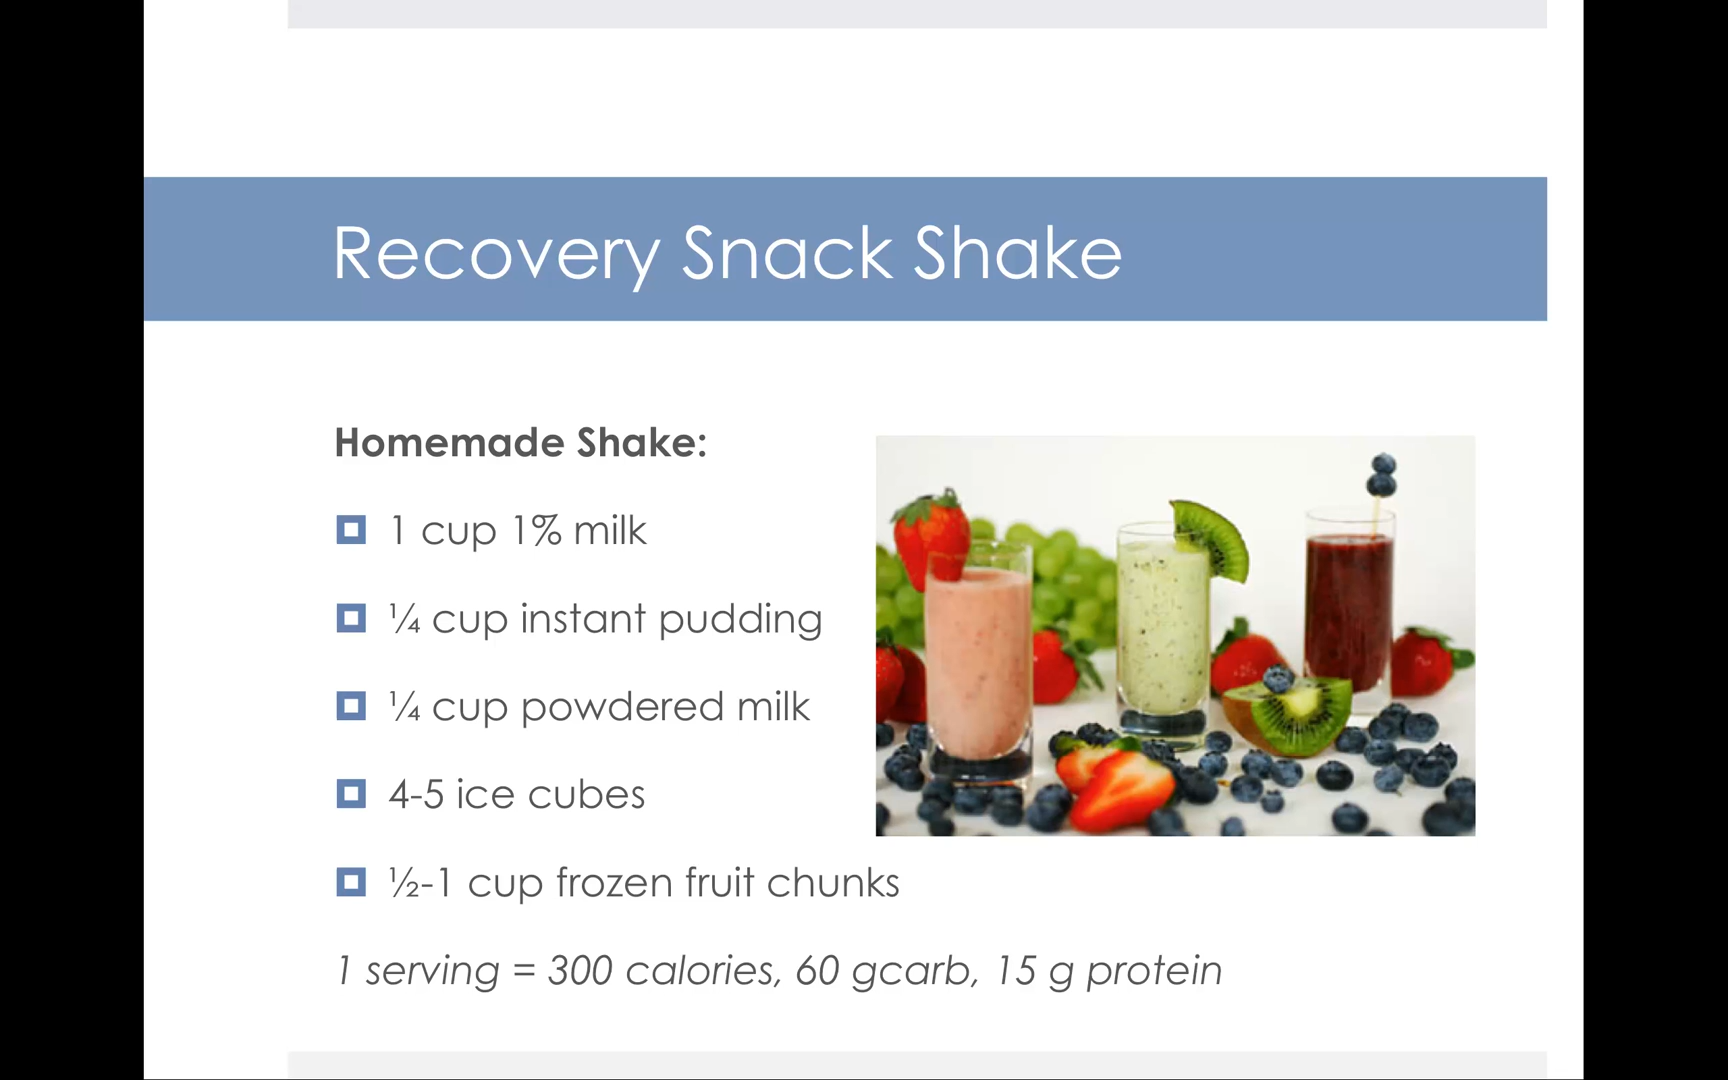 Recovery Snack Shake
Homemade Shake:
1 cup 1% milk
¼ cup instant pudding
¼ cup powdered milk
4-5 ice cubes
½-1 cup frozen fruit chunks
1 serving = 300 calories, 60 gcarb, 15 g protein